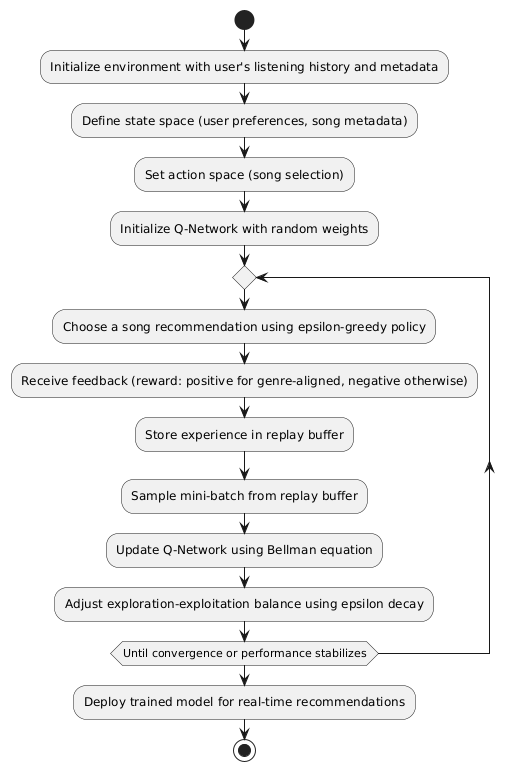 Initialize environment with user's listening history and metadata
Define state space (user preferences, song metadata)
Set action space (song selection)
Initialize Q-Network with random weights
Choose a song recommendation using epsilon-greedy policy
Receive feedback (reward: positive for genre-aligned, negative otherwise)
Store experience in replay buffer
Sample mini-batch from replay buffer
Update Q-Network using Bellman equation
Adjust exploration-exploitation balance using epsilon decay
Until convergence or performance stabilizes
Deploy trained model for real-time recommendations